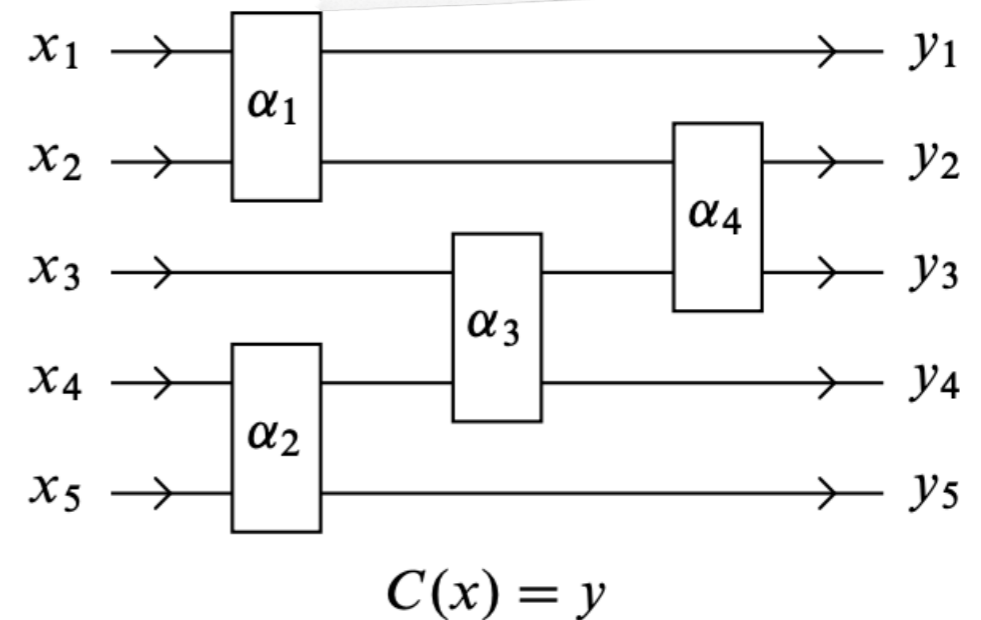 x₁ α₁ y₁
x₂ α₄ y₂
x₃ α₃ y₃
x₄ α₂ y₄
x₅ y₅
C(x) = y